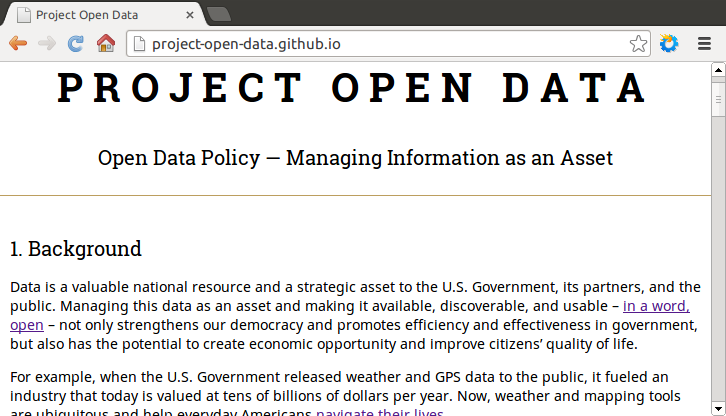 Project Open Data
project-open-data.github.io
PROJECT OPEN DATA
Open Data Policy — Managing Information as an Asset
1. Background
Data is a valuable national resource and a strategic asset to the U.S. Government, its partners, and the
public. Managing this data as an asset and making it available, discoverable, and usable – in a word,
open – not only strengthens our democracy and promotes efficiency and effectiveness in government,
but also has the potential to create economic opportunity and improve citizens’ quality of life.
For example, when the U.S. Government released weather and GPS data to the public, it fueled an
industry that today is valued at tens of billions of dollars per year. Now, weather and mapping tools
are ubiquitous and help everyday Americans navigate their lives.